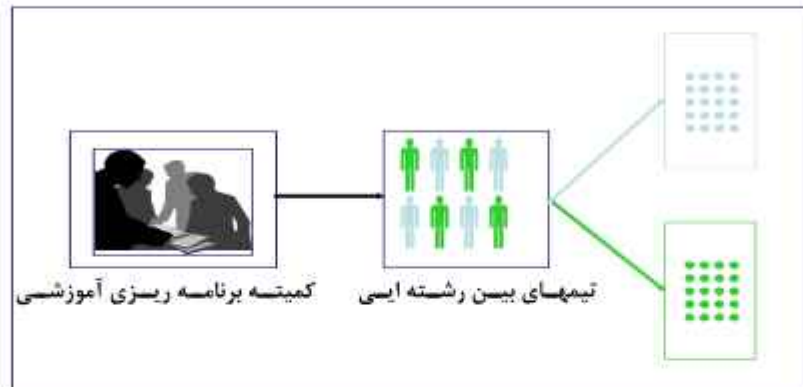 کمیته برنامه ریزی آموزشی
تیمهای بین رشته ایی